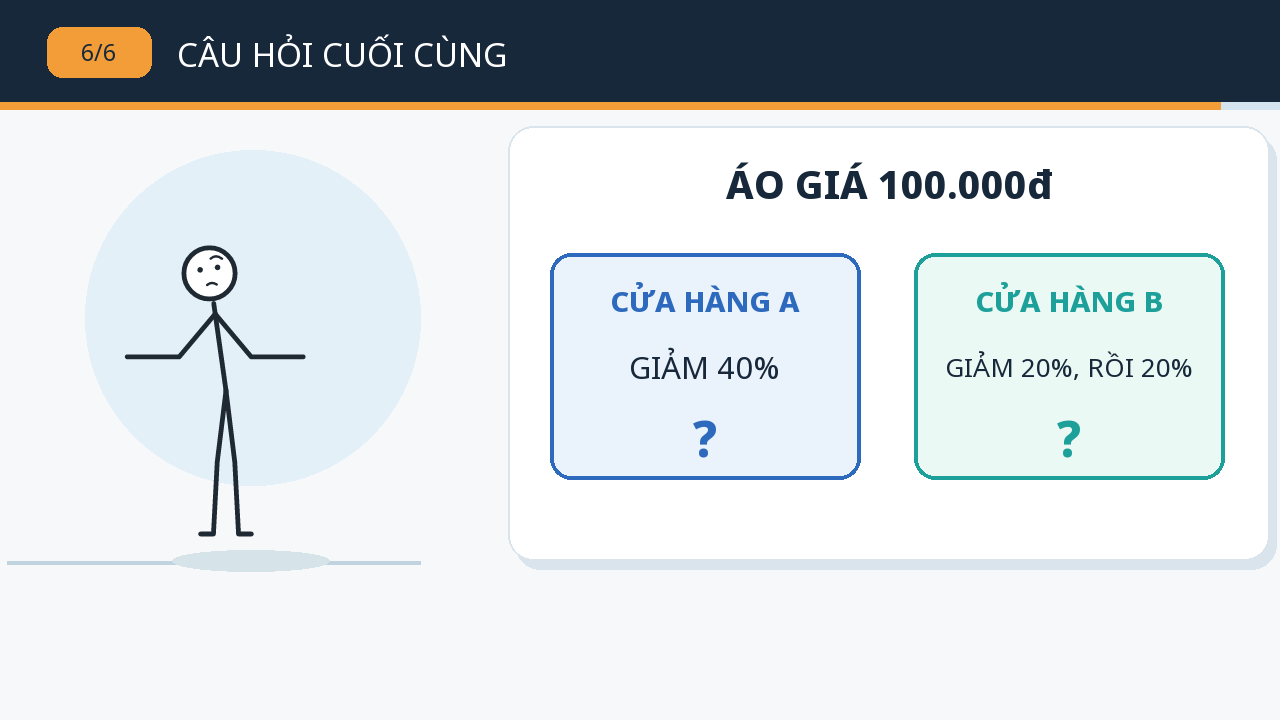 6/6
CÂU HỎI CUỐI CÙNG
ÁO GIÁ 100.000đ
CỬA HÀNG A
GIẢM 40%
?
CỬA HÀNG B
GIẢM 20%, RỒI 20%
?